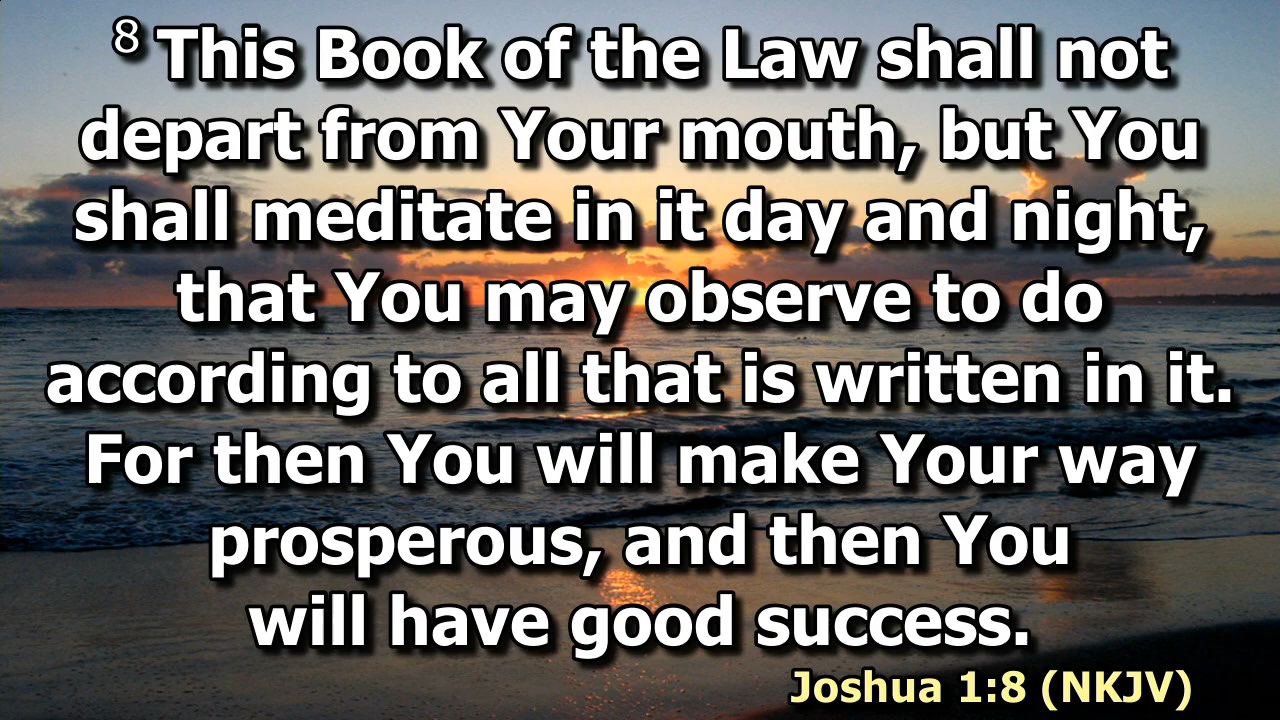 8 This Book of the Law shall not
depart from Your mouth, but You
shall meditate in it day and night,
that You may observe to do
according to all that is written in it.
For then You will make Your way
prosperous, and then You
will have good success.
Joshua 1:8 (NKJV)